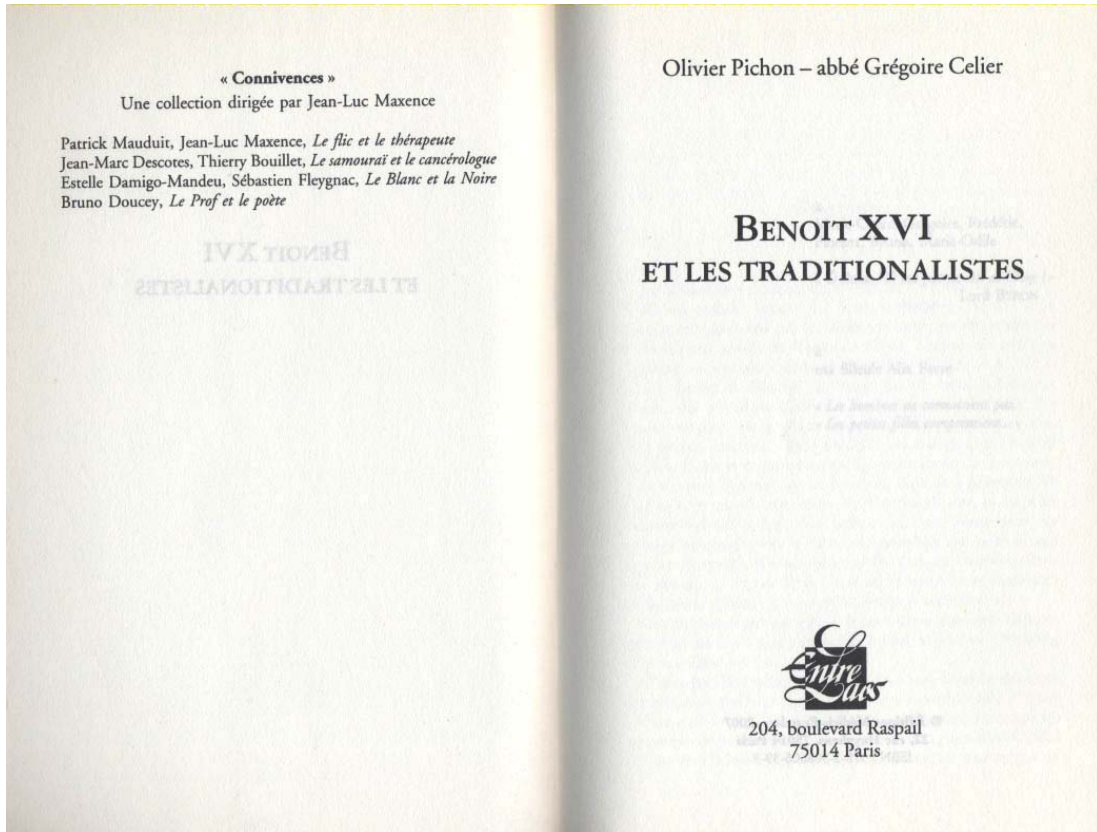 « Connivences »
Une collection dirigée par Jean-Luc Maxence
Patrick Mauduit, Jean-Luc Maxence, Le flic et le thérapeute
Jean-Marc Descotes, Thierry Bouillet, Le samouraï et le cancérologue
Estelle Damigo-Mandeu, Sébastien Fleygnac, Le Blanc et la Noire
Bruno Doucey, Le Prof et le poète
Olivier Pichon – abbé Grégoire Celier
BENOIT XVI
ET LES TRADITIONALISTES
Entre
Lacs
204, boulevard Raspail
75014 Paris